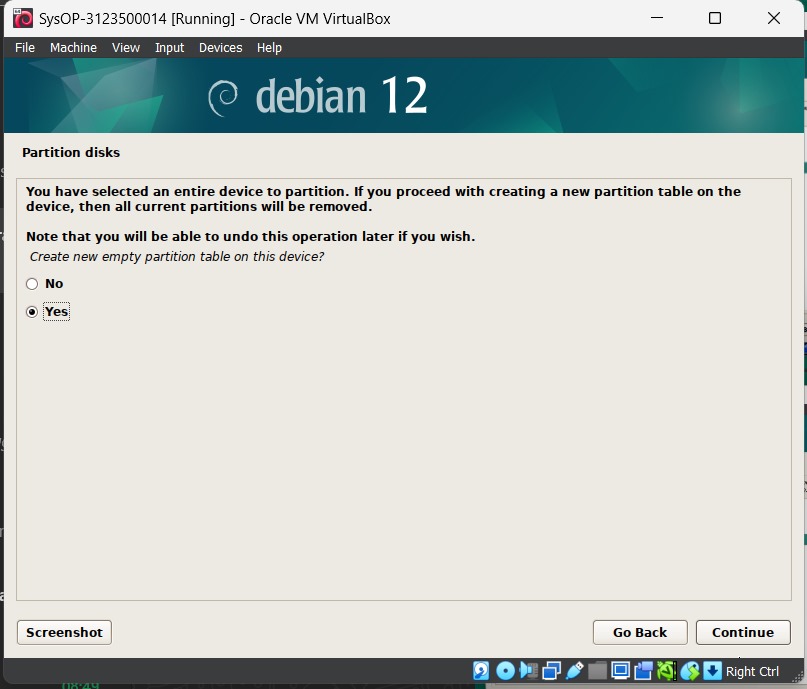 SysOP-3123500014 [Running] - Oracle VM VirtualBox
File Machine View Input Devices Help
debian 12
Partition disks
You have selected an entire device to partition. If you proceed with creating a new partition table on the
device, then all current partitions will be removed.
Note that you will be able to undo this operation later if you wish.
Create new empty partition table on this device?
No
Yes
Screenshot
Go Back
Continue
Right Ctrl